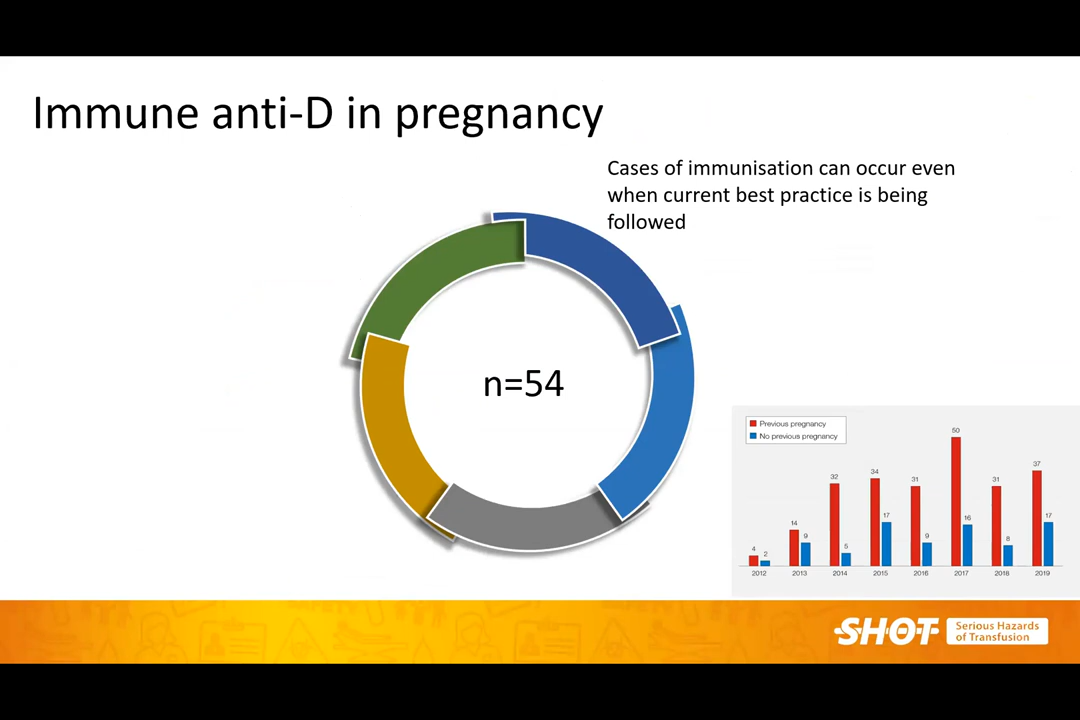 Immune anti-D in pregnancy
Cases of immunisation can occur even
when current best practice is being
followed
n=54
Previous pregnancy
No previous pregnancy
4
2
14
9
32
5
34
17
31
9
50
16
31
8
37
17
2012
2013
2014
2015
2016
2017
2018
2019
SHOT
Serious Hazards
of Transfusion